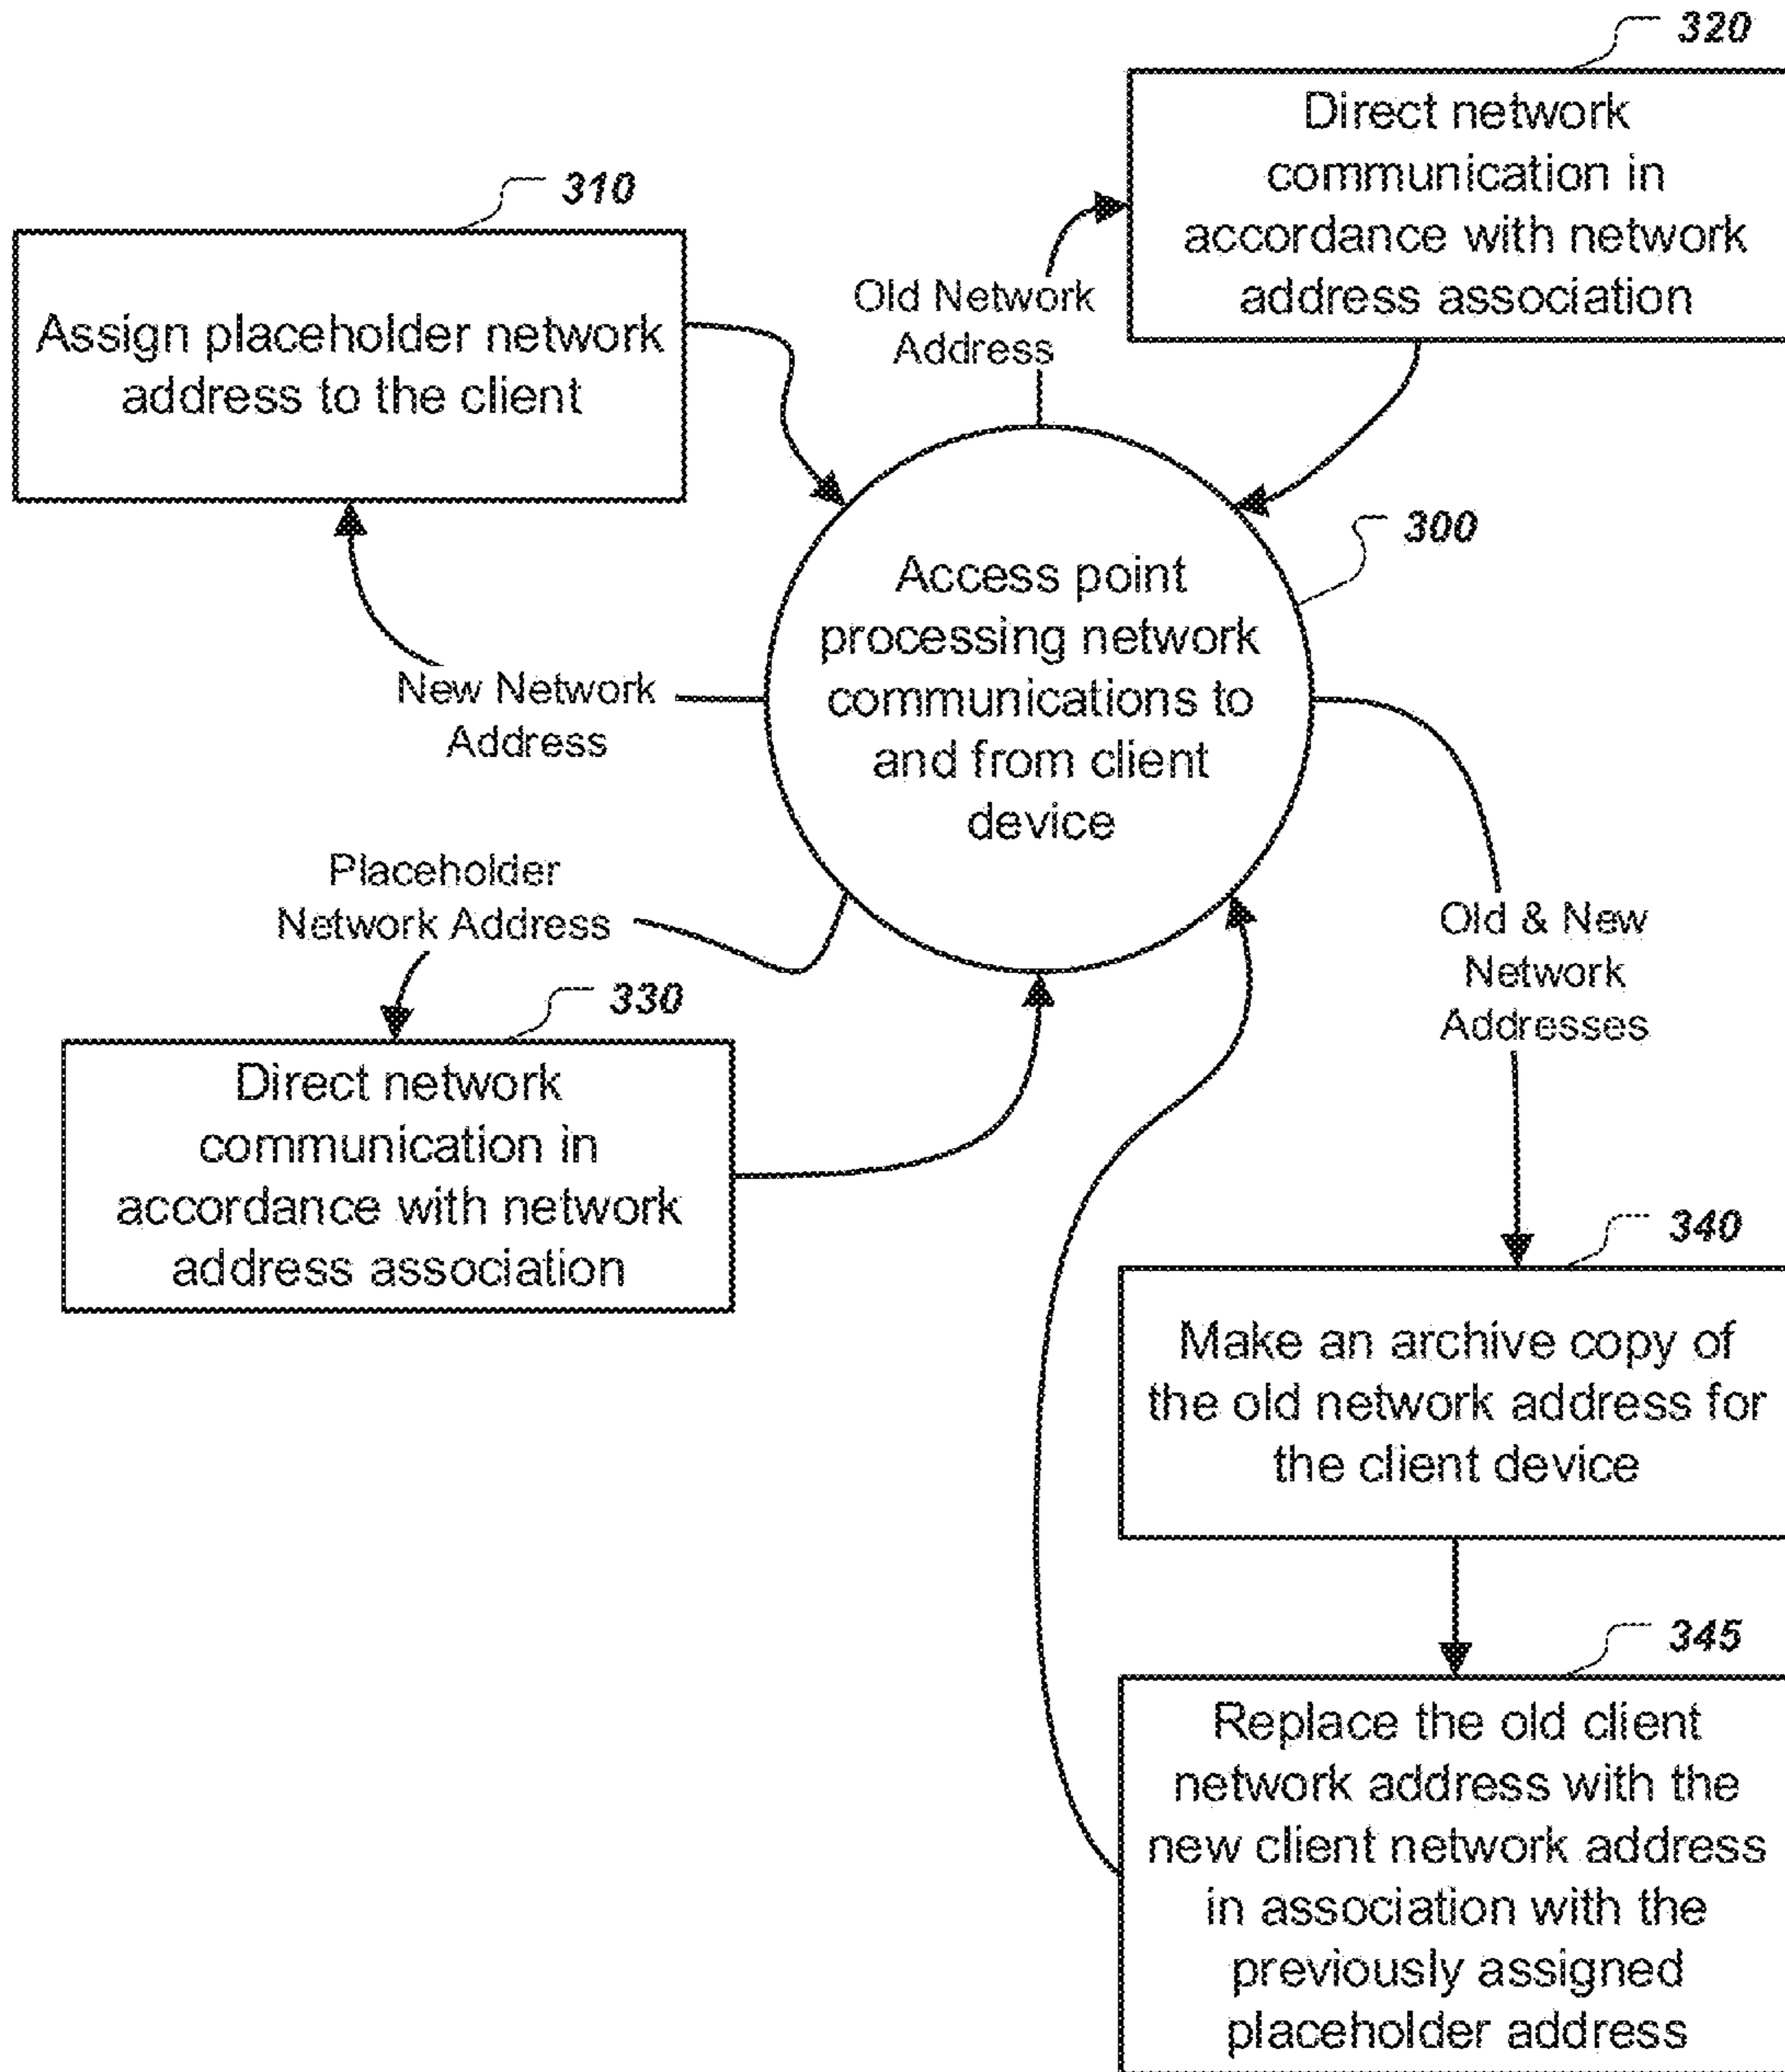 320
Direct network
communication in
accordance with network
address association
310
Assign placeholder network
address to the client
Old Network
Address
300
Access point
processing network
communications to
and from client
device
New Network
Address
Placeholder
Network Address
Old & New
Network
Addresses
330
Direct network
communication in
accordance with network
address association
340
Make an archive copy of
the old network address for
the client device
345
Replace the old client
network address with the
new client network address
in association with the
previously assigned
placeholder address